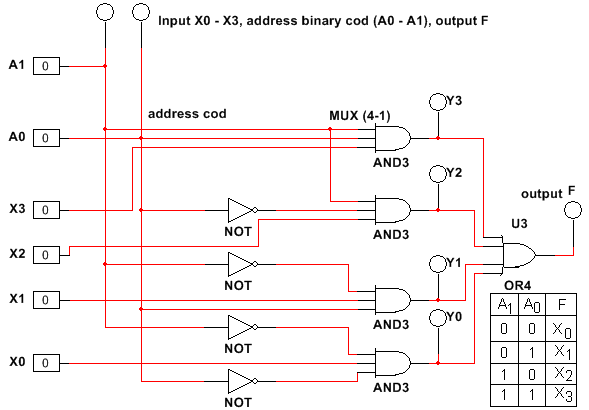 Input X0 - X3, address binary cod (A0 - A1), output F
A1 0
address cod
MUX (4-1)
Y3
A0 0
AND3
Y2
output F
X3 0
NOT
AND3
U3
X2 0
Y1
NOT
OR4
X1 0
AND3
Y0
NOT
X0 0
AND3
NOT
A1 A0 F
0 0 X0
0 1 X1
1 0 X2
1 1 X3